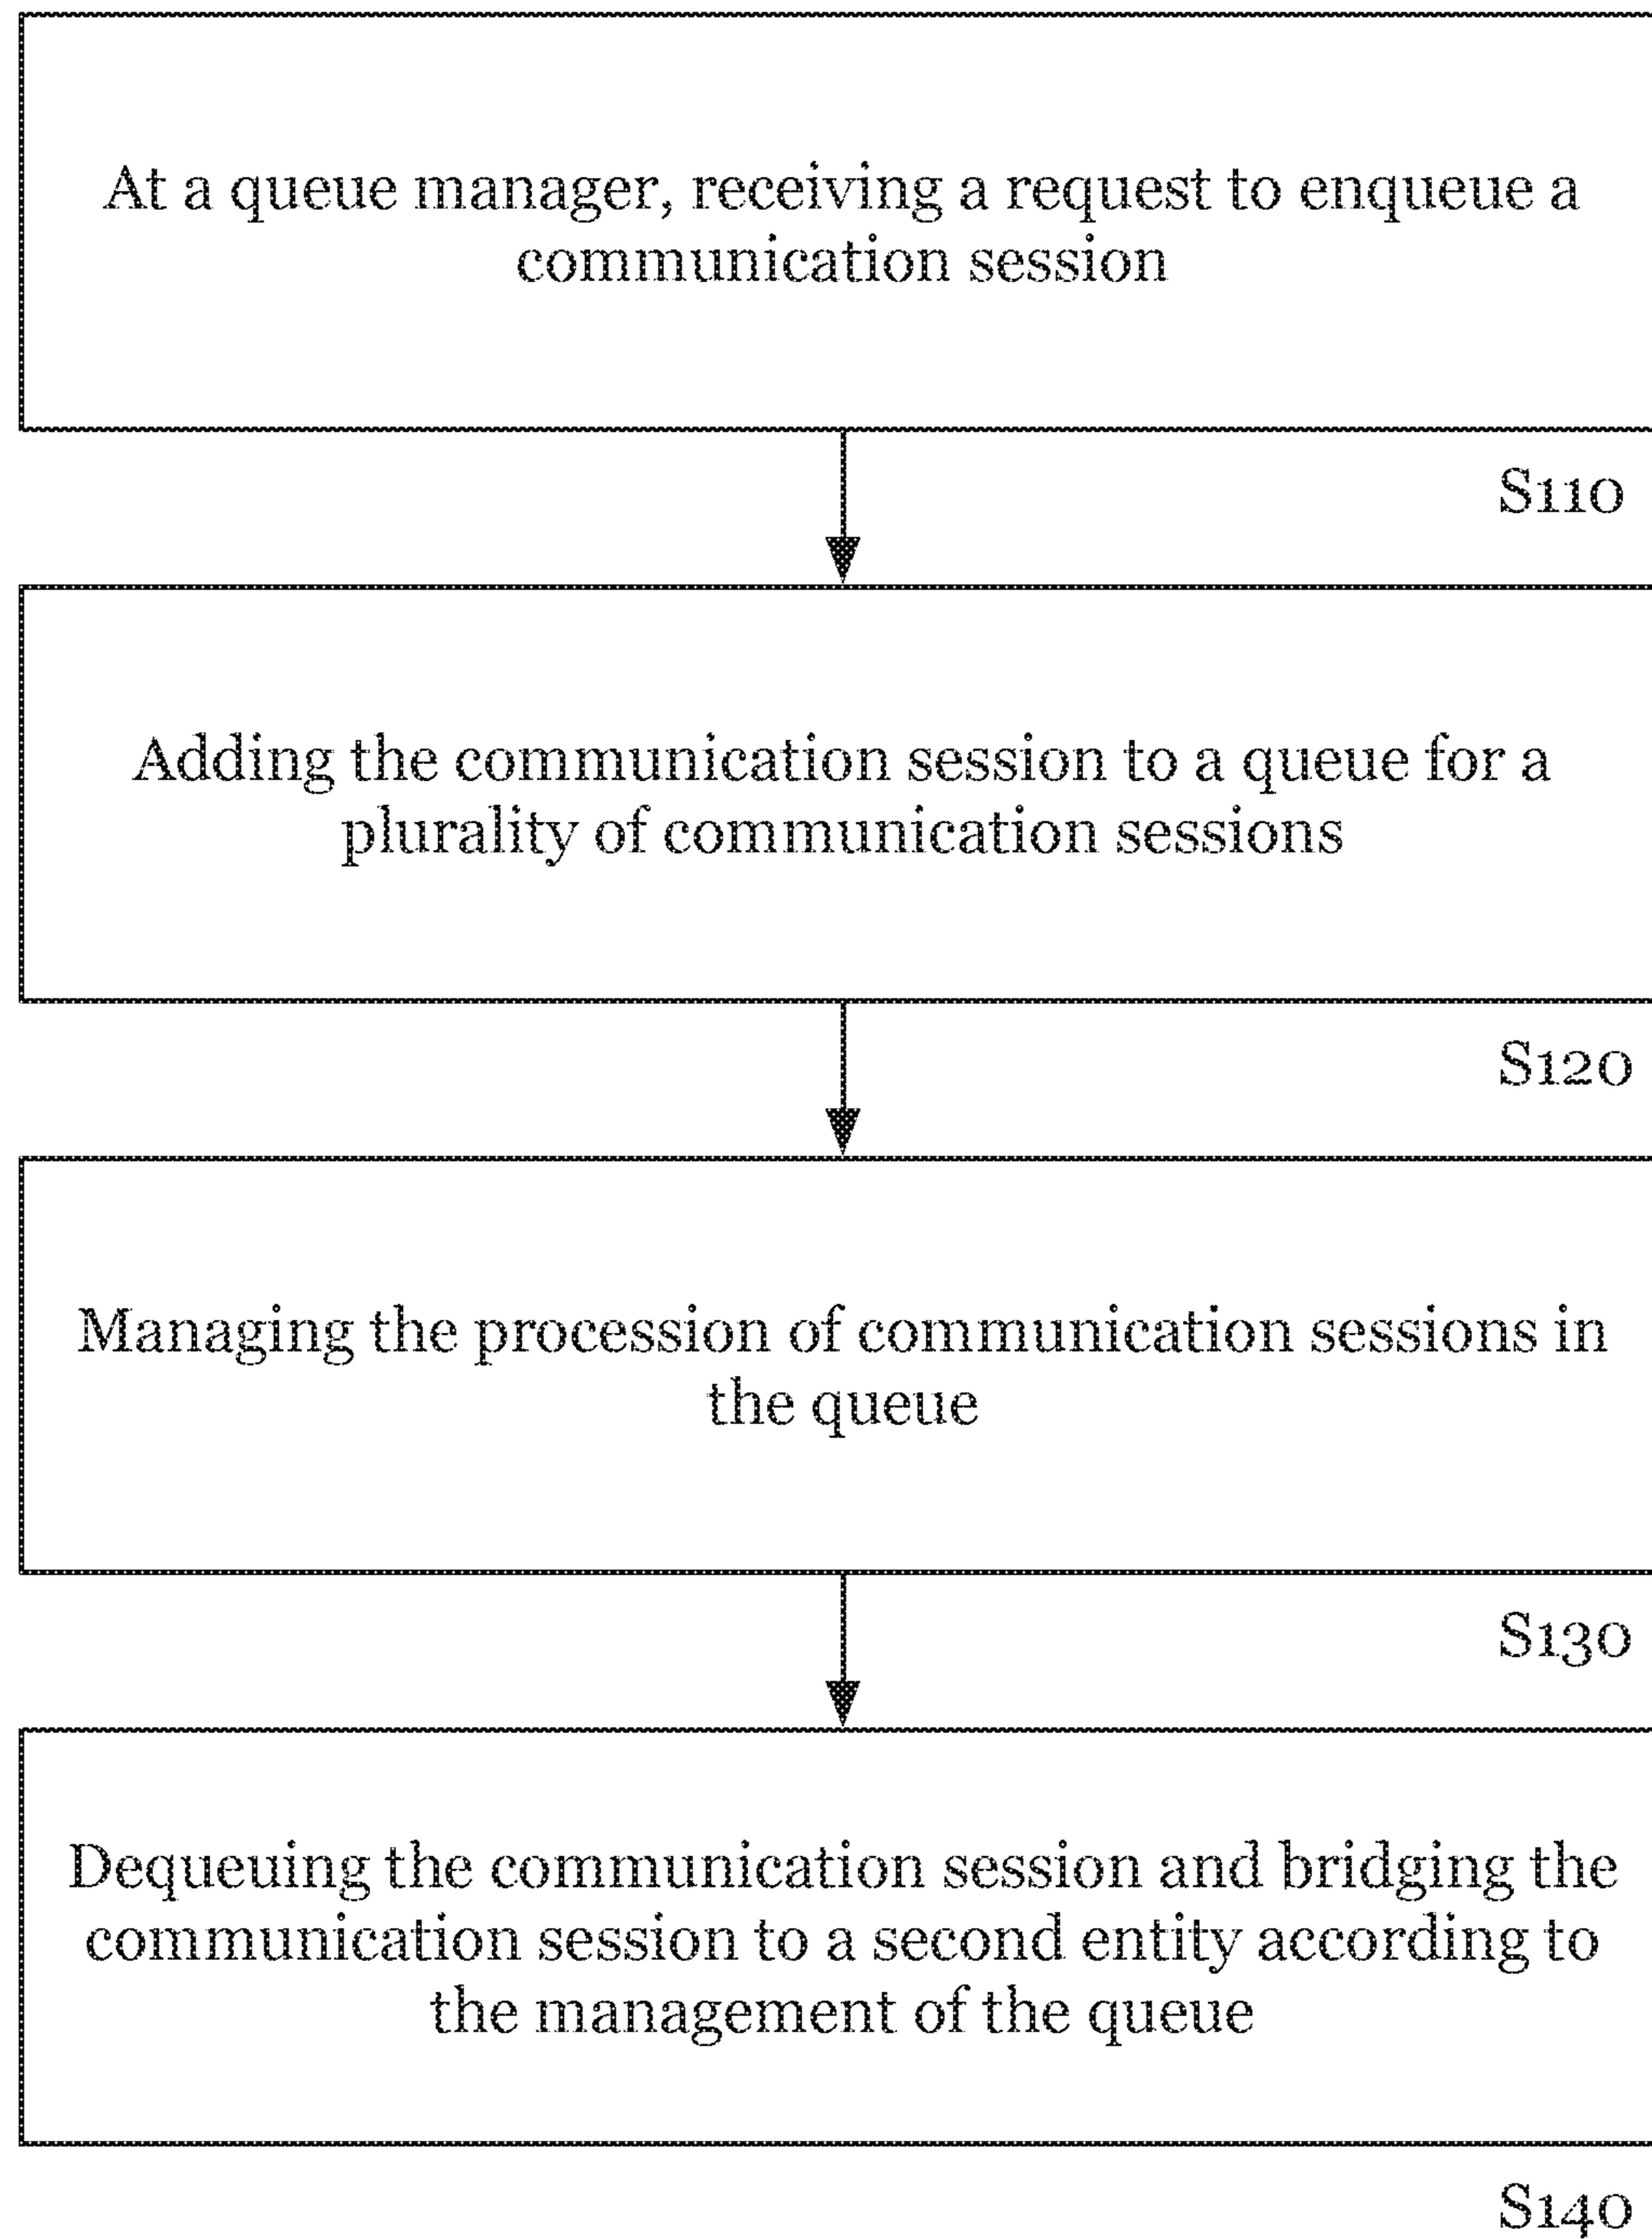 At a queue manager, receiving a request to enqueue a
communication session
S110
Adding the communication session to a queue for a
plurality of communication sessions
S120
Managing the procession of communication sessions in
the queue
S130
Dequeuing the communication session and bridging the
communication session to a second entity according to
the management of the queue
S140